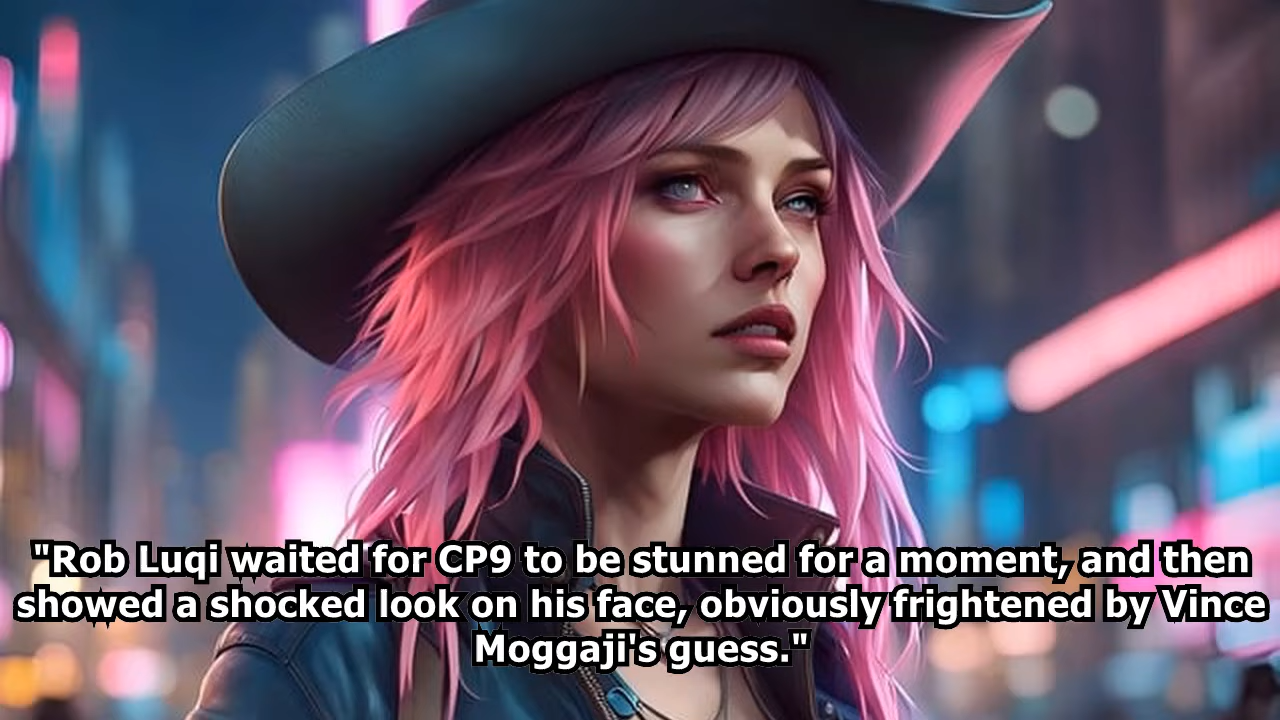 "Rob Luqi waited for CP9 to be stunned for a moment, and then
showed a shocked look on his face, obviously frightened by Vince
Moggaji's guess."